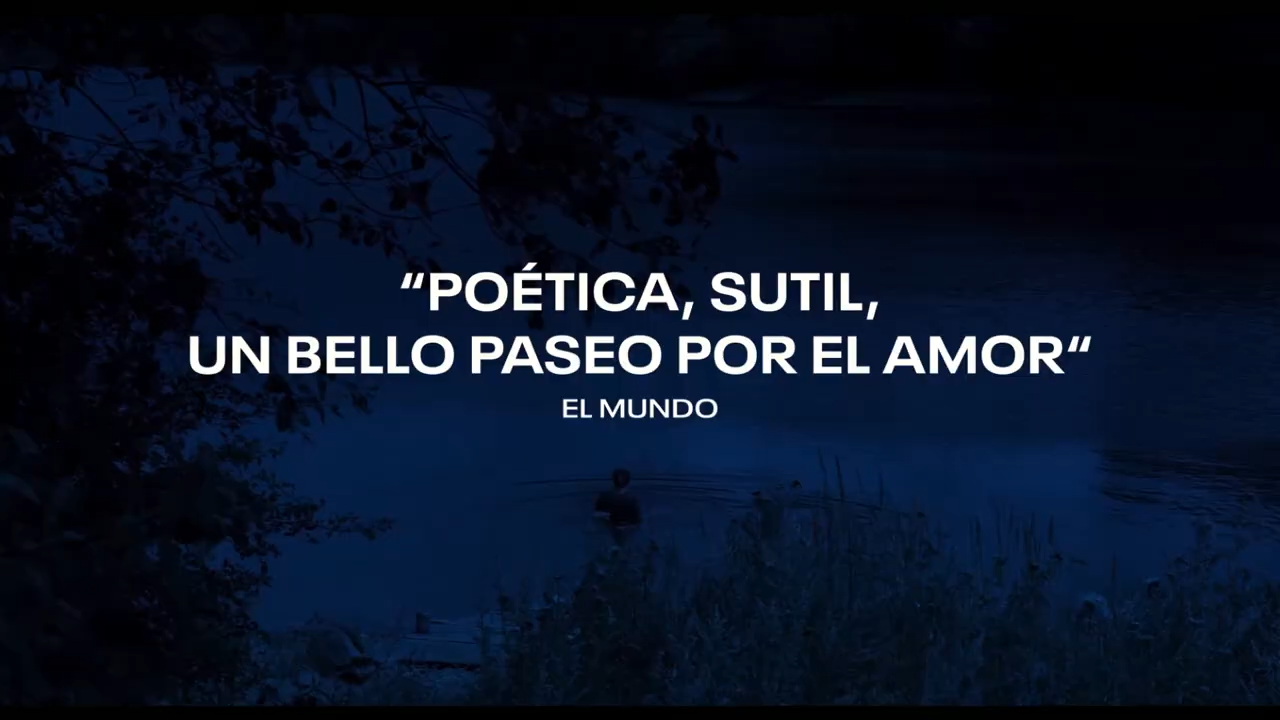 “POÉTICA, SUTIL,
UN BELLO PASEO POR EL AMOR“
EL MUNDO